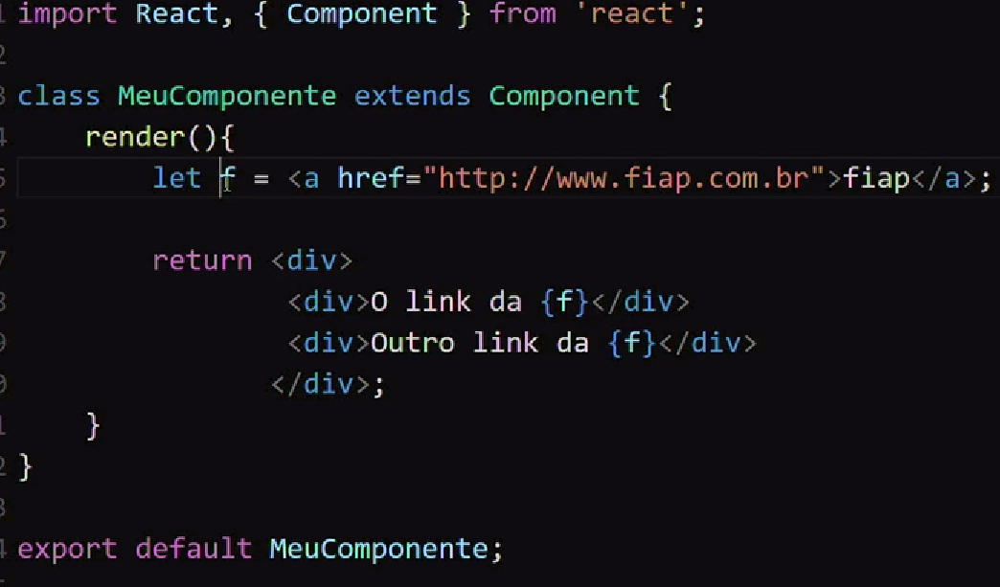 import React, { Component } from 'react';
class MeuComponente extends Component {
render(){
let f = <a href="http://www.fiap.com.br">fiap</a>;
return <div>
<div>O link da {f}</div>
<div>Outro link da {f}</div>
</div>;
}
}
export default MeuComponente;